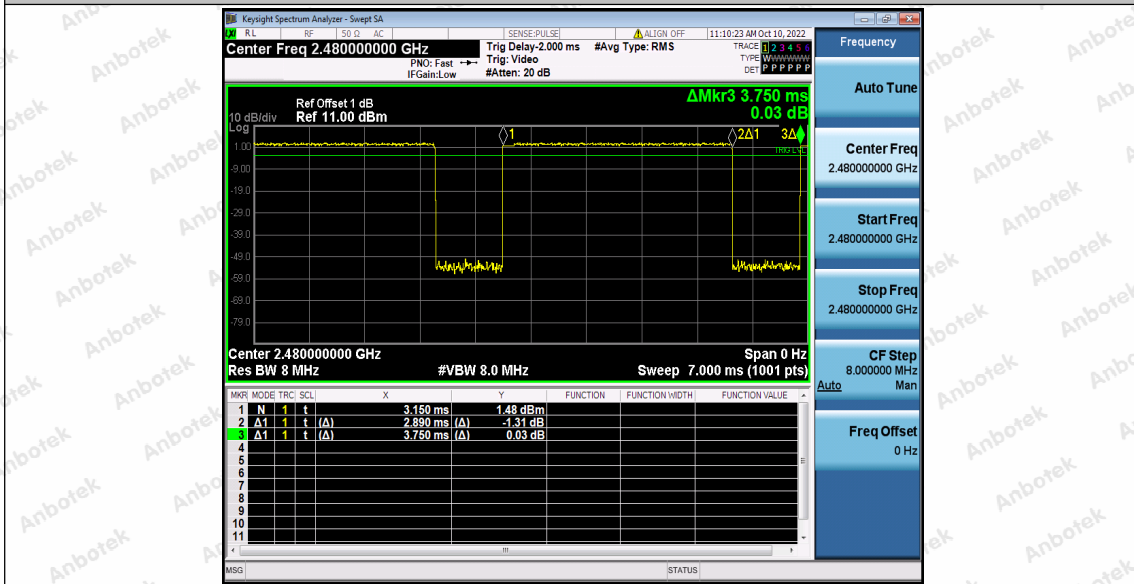 Keysight Spectrum Analyzer - Swept SA
LXI RL RF 50 Ω AC SENSE:PULSE ALIGN OFF 11:10:23 AM Oct 10, 2022
Center Freq 2.480000000 GHz Trig Delay-2.000 ms #Avg Type: RMS TRACE 1 2 3 4 5 6
PNO: Fast Trig: Video TYPE WWWWWW
IFGain:Low #Atten: 20 dB DET P P P P P P
ΔMkr3 3.750 ms
0.03 dB
Ref Offset 1 dB
10 dB/div Ref 11.00 dBm
Log
1.00
-9.00
-19.0
-29.0
-39.0
-49.0
-59.0
-69.0
-79.0
1
2Δ1
3Δ
TRIG LVL
Center 2.480000000 GHz Span 0 Hz
Res BW 8 MHz #VBW 8.0 MHz Sweep 7.000 ms (1001 pts)
MKR MODE TRC SCL X Y FUNCTION FUNCTION WIDTH FUNCTION VALUE
1 N 1 t 3.150 ms 1.48 dBm
2 Δ1 1 t (Δ) 2.890 ms (Δ) -1.31 dB
3 Δ1 1 t (Δ) 3.750 ms (Δ) 0.03 dB
4
5
6
7
8
9
10
11
MSG STATUS
Frequency
Auto Tune
Center Freq
2.480000000 GHz
Start Freq
2.480000000 GHz
Stop Freq
2.480000000 GHz
CF Step
8.000000 MHz
Auto Man
Freq Offset
0 Hz
Anbotek